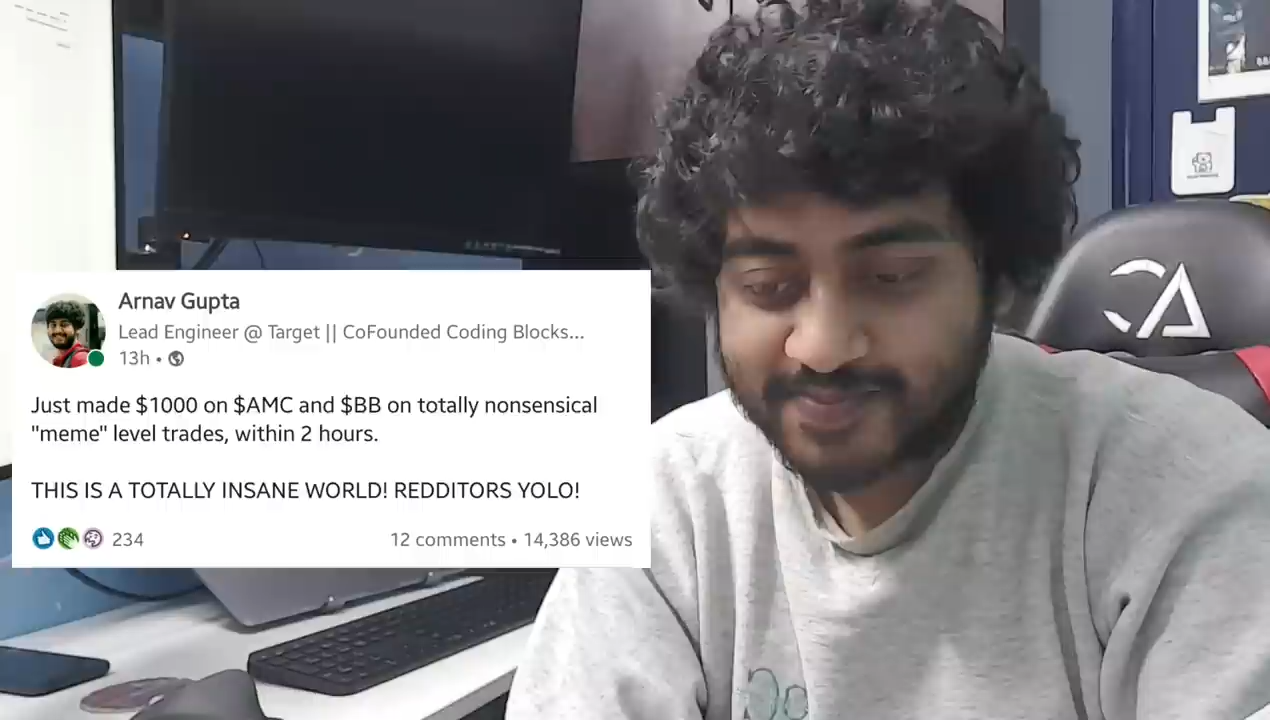 Arnav Gupta
Lead Engineer @ Target || CoFounded Coding Blocks...
13h •
Just made $1000 on $AMC and $BB on totally nonsensical
"meme" level trades, within 2 hours.
THIS IS A TOTALLY INSANE WORLD! REDDITORS YOLO!
234
12 comments • 14,386 views